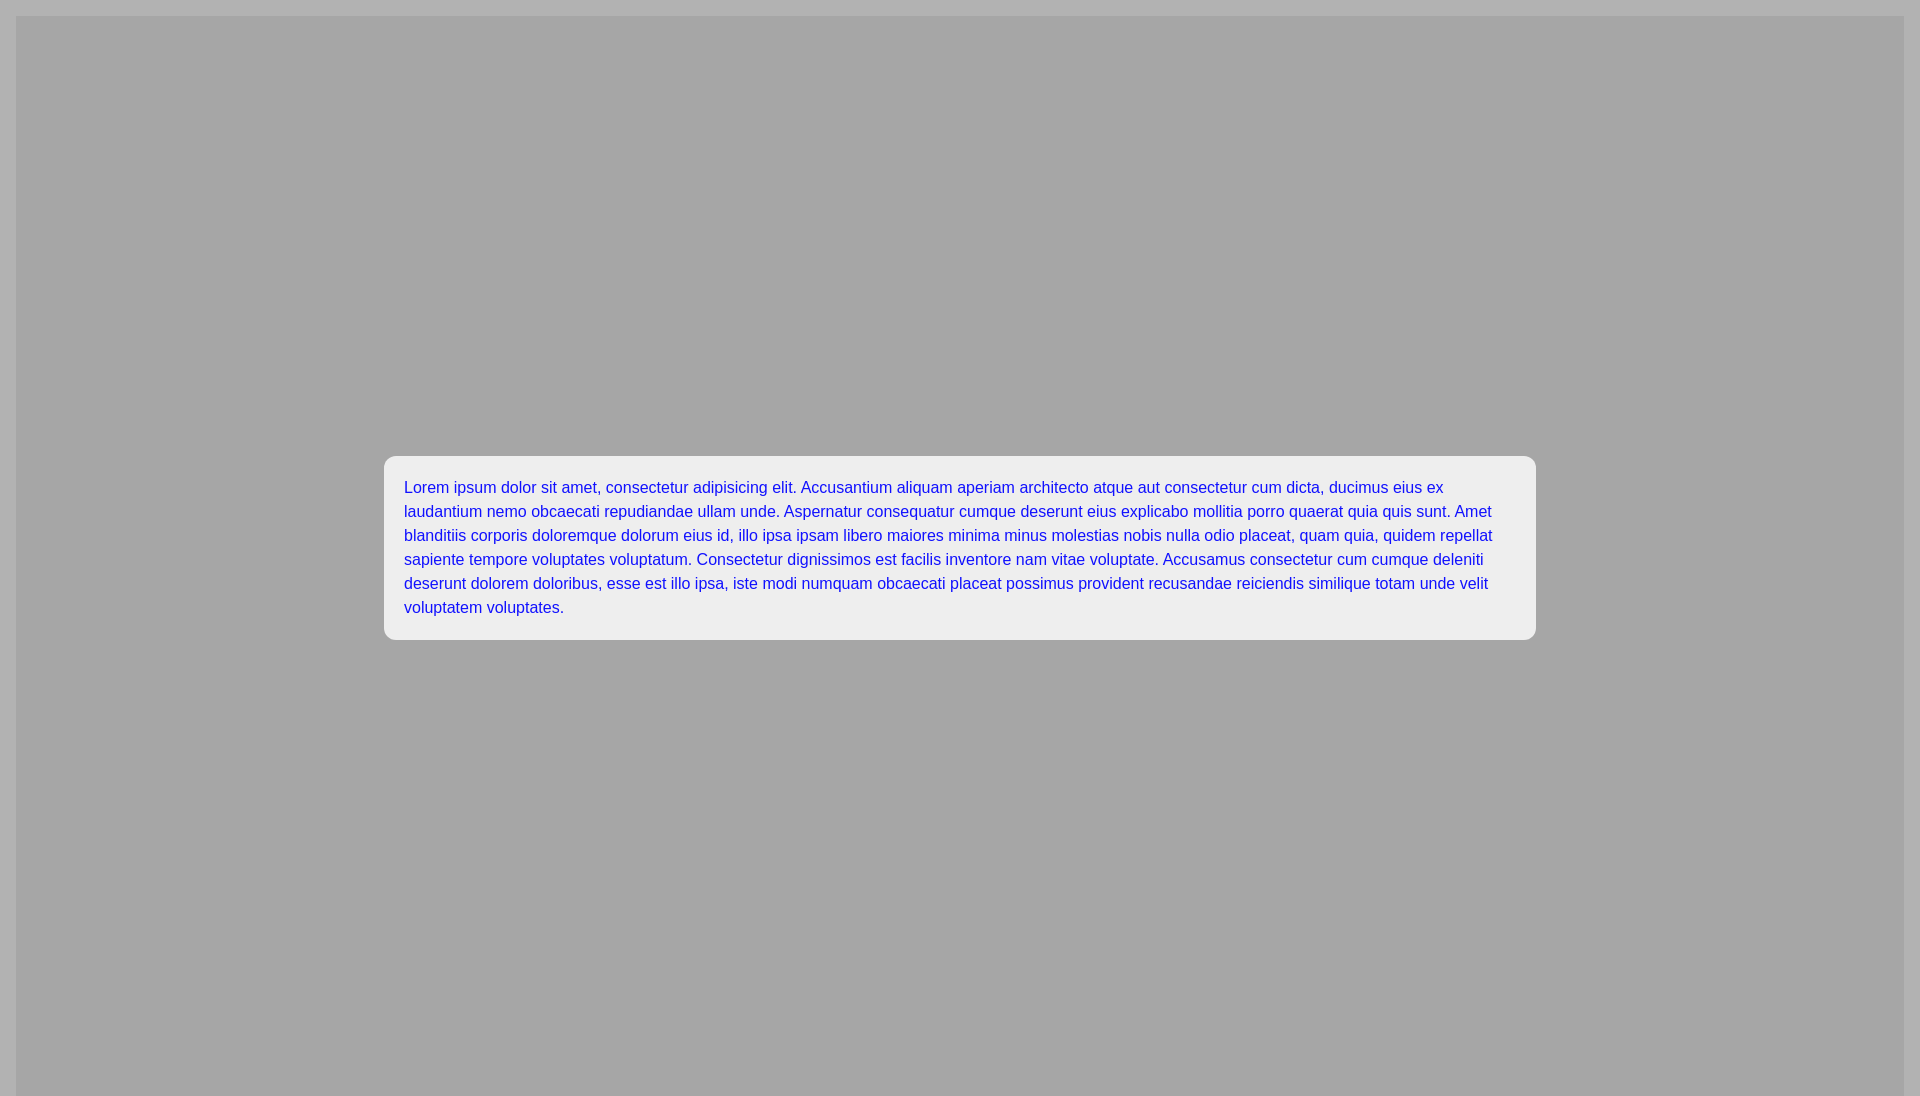 Lorem ipsum dolor sit amet, consectetur adipisicing elit. Accusantium aliquam aperiam architecto atque aut consectetur cum dicta, ducimus eius ex
laudantium nemo obcaecati repudiandae ullam unde. Aspernatur consequatur cumque deserunt eius explicabo mollitia porro quaerat quia quis sunt. Amet
blanditiis corporis doloremque dolorum eius id, illo ipsa ipsam libero maiores minima minus molestias nobis nulla odio placeat, quam quia, quidem repellat
sapiente tempore voluptates voluptatum. Consectetur dignissimos est facilis inventore nam vitae voluptate. Accusamus consectetur cum cumque deleniti
deserunt dolorem doloribus, esse est illo ipsa, iste modi numquam obcaecati placeat possimus provident recusandae reiciendis similique totam unde velit
voluptatem voluptates.